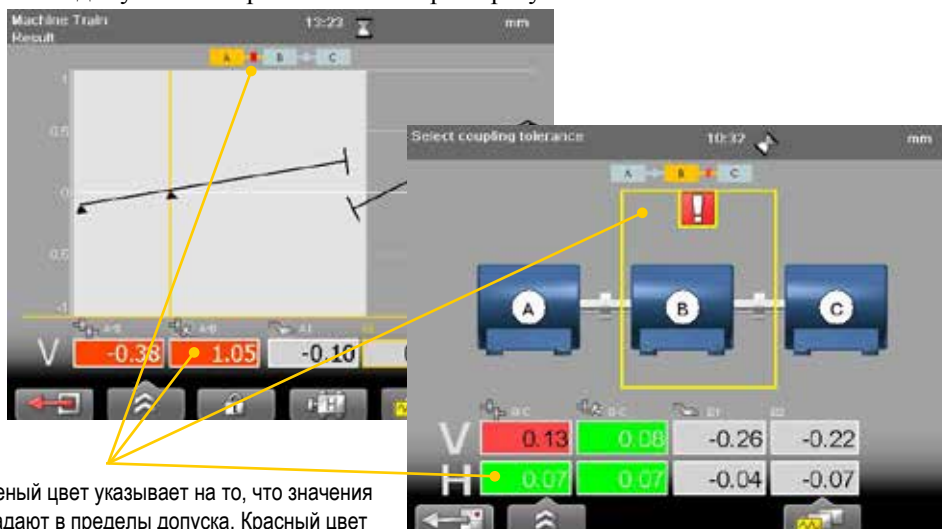 Machine Train
Result
13:23
mm
A B C
1
0.5
0
0.5
-1
A-B A-B A1
V -0.38 1.05 -0.10
H
Select coupling tolerance
10:32
mm
A B C
!
A B C
B-C B-C
V 0.13 0.08 -0.26 -0.22
H 0.07 0.07 -0.04 -0.07
цвет указывает на то, что значения
в пределы допуска. Красный цвет